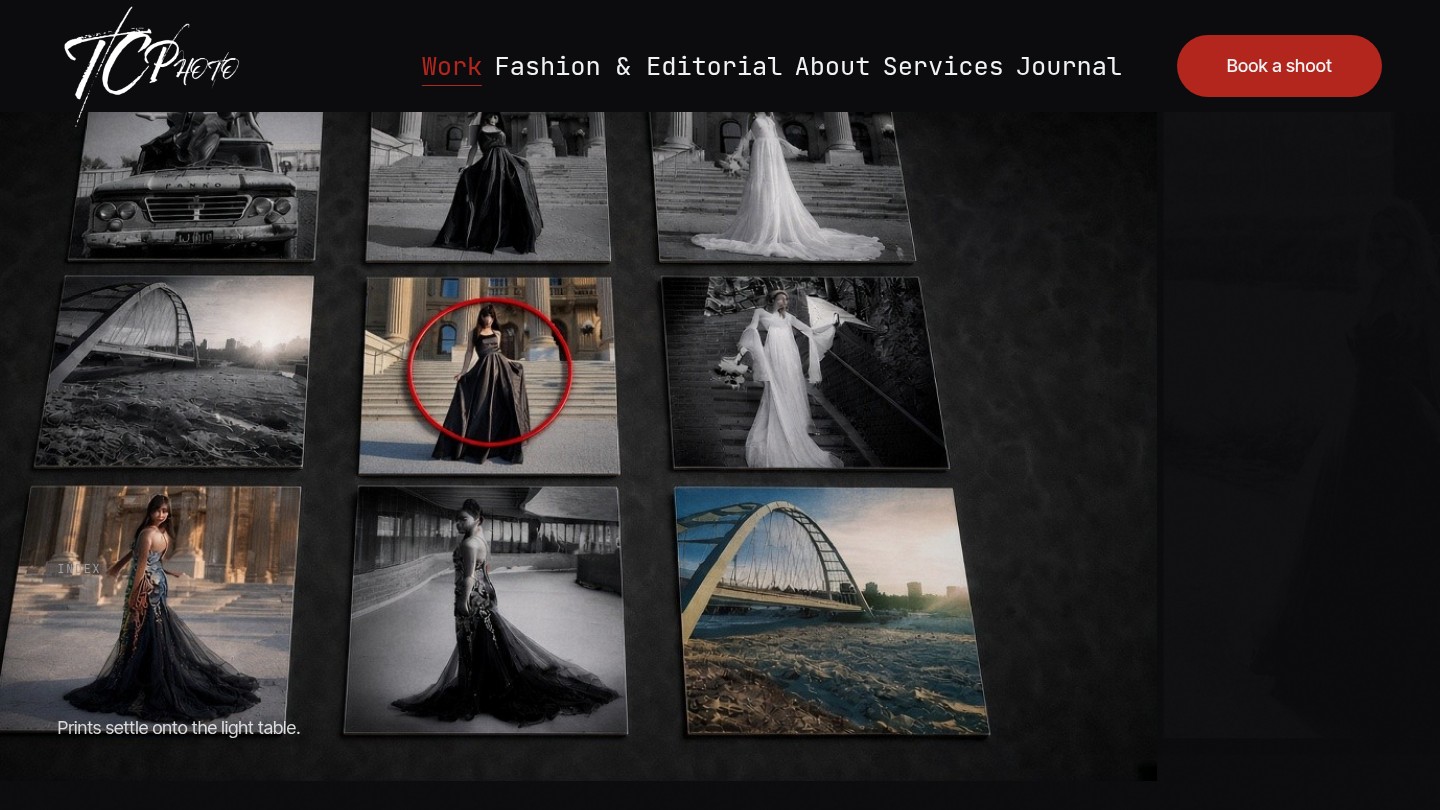 TCPHOTO
Work Fashion & Editorial About Services Journal
Book a shoot
INDEX
Prints settle onto the light table.